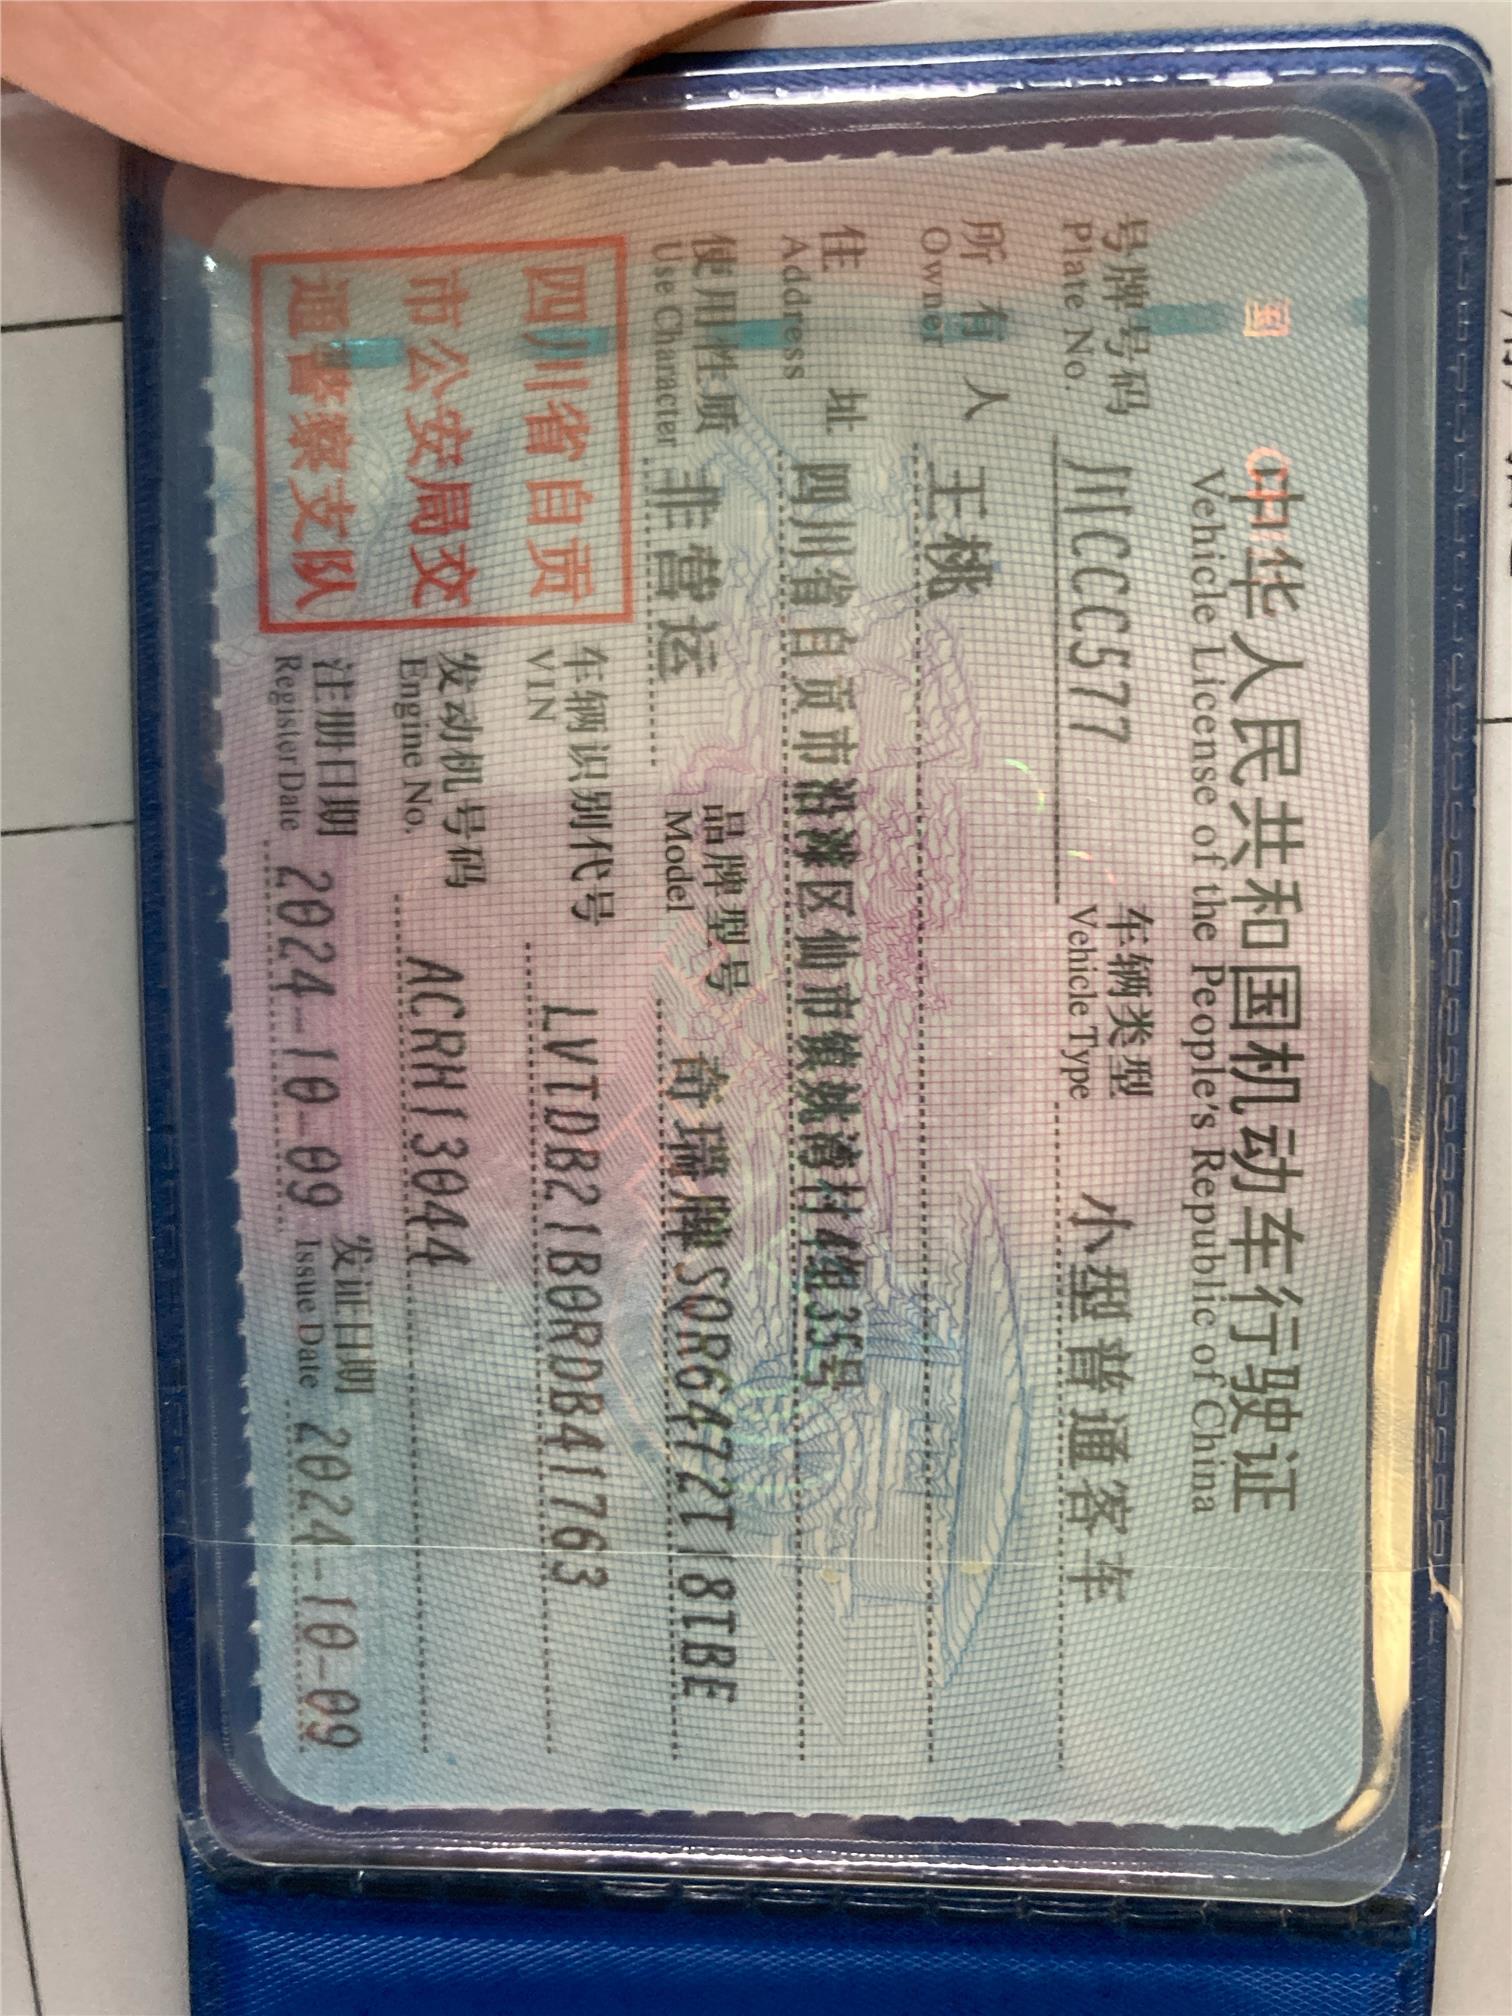 中华人民共和国机动车行驶证
Vehicle License of the People's Republic of China
号牌号码 川CCC577 车辆类型 小型普通客车
Plate No. Vehicle Type
所有人 王桃
Owner
住址 四川省自贡市沿滩区仙市镇姚湾村4组35号
Address
使用性质 非营运 品牌型号 奇瑞牌SQR6472T18TBE
Use Character Model
四川省自贡
市公安局交
通警察支队
车辆识别代号 LVTDB21B0RDB41763
VIN
发动机号码 ACRH13044
Engine No.
注册日期 2024-10-09 发证日期 2024-10-09
Register Date Issue Date